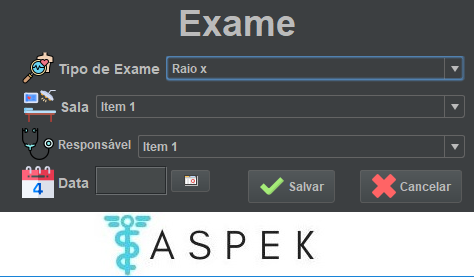 Exame
Tipo de Exame Raio x
Sala Item 1
Responsável Item 1
4 Data Salvar Cancelar
ASPEK